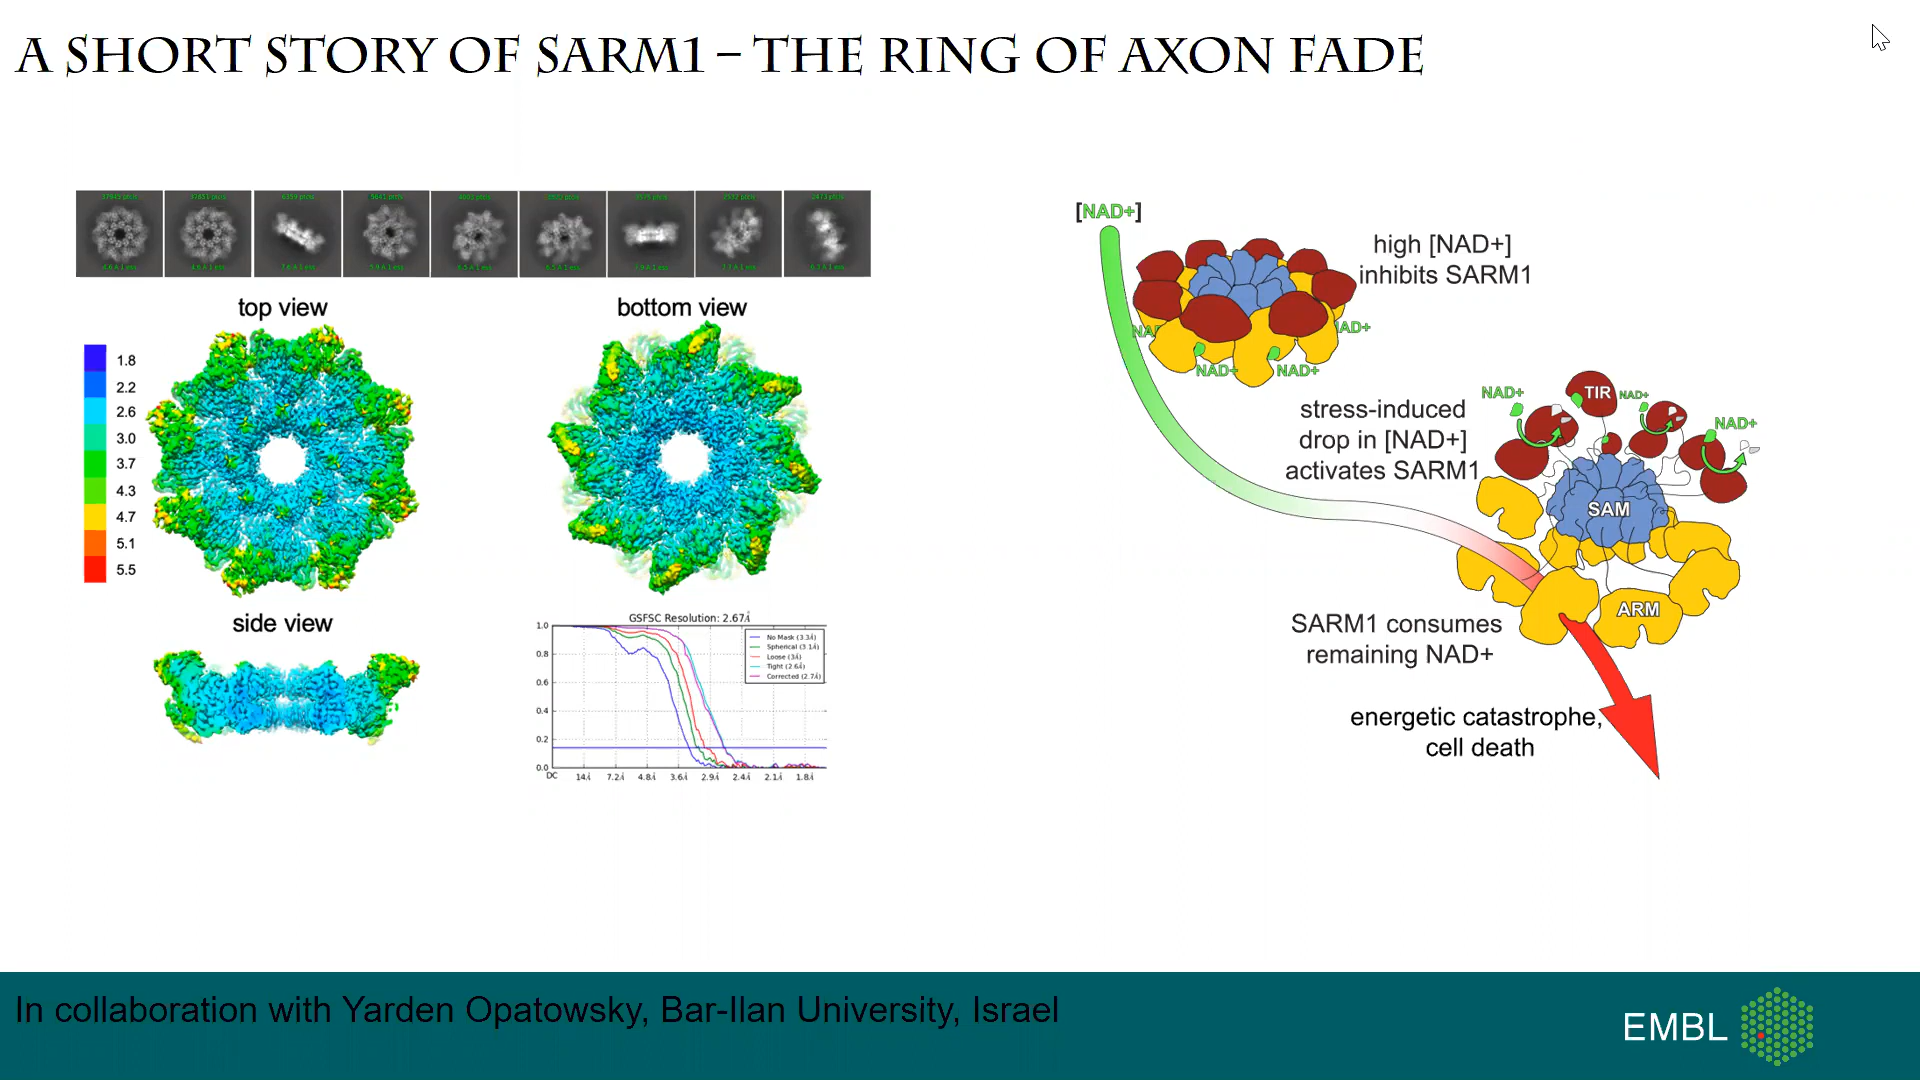 A SHORT STORY OF SARM1 – THE RING OF AXON FADE
top view
bottom view
1.8
2.2
2.6
3.0
3.7
4.3
4.7
5.1
5.5
side view
GSFSC Resolution: 2.67Å
1.0
0.8
0.6
0.4
0.2
0.0
No Mask (3.3Å)
Spherical (3.1Å)
Loose (3Å)
Tight (2.6Å)
Corrected (2.7Å)
DC 14Å 7.2Å 4.8Å 3.6Å 2.9Å 2.4Å 2.1Å 1.8Å
[NAD+]
high [NAD+]
inhibits SARM1
NAD+
NAD+
stress-induced
drop in [NAD+]
activates SARM1
NAD+
TIR
NAD+
NAD+
SAM
ARM
SARM1 consumes
remaining NAD+
energetic catastrophe,
cell death
In collaboration with Yarden Opatowsky, Bar-Ilan University, Israel
EMBL